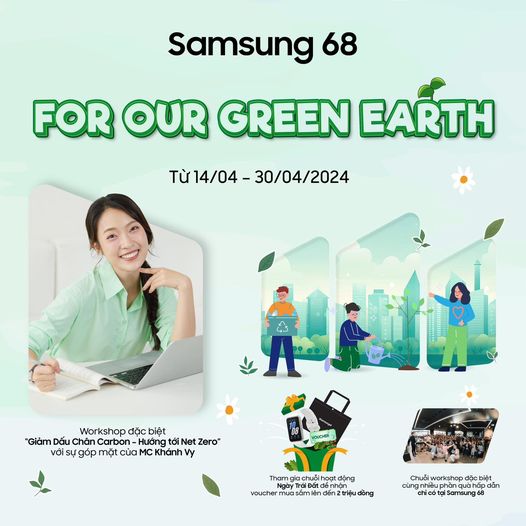 Samsung 68
FOR OUR GREEN EARTH
Từ 14/04 – 30/04/2024
Workshop đặc biệt
“Giảm Dấu Chân Carbon – Hướng tới Net Zero”
với sự góp mặt của MC Khánh Vy
VOUCHER
Tham gia chuỗi hoạt động
Ngày Trái Đất để nhận
voucher mua sắm lên đến 2 triệu đồng
Chuỗi workshop đặc biệt
cùng nhiều phần quà hấp dẫn
chỉ có tại Samsung 68